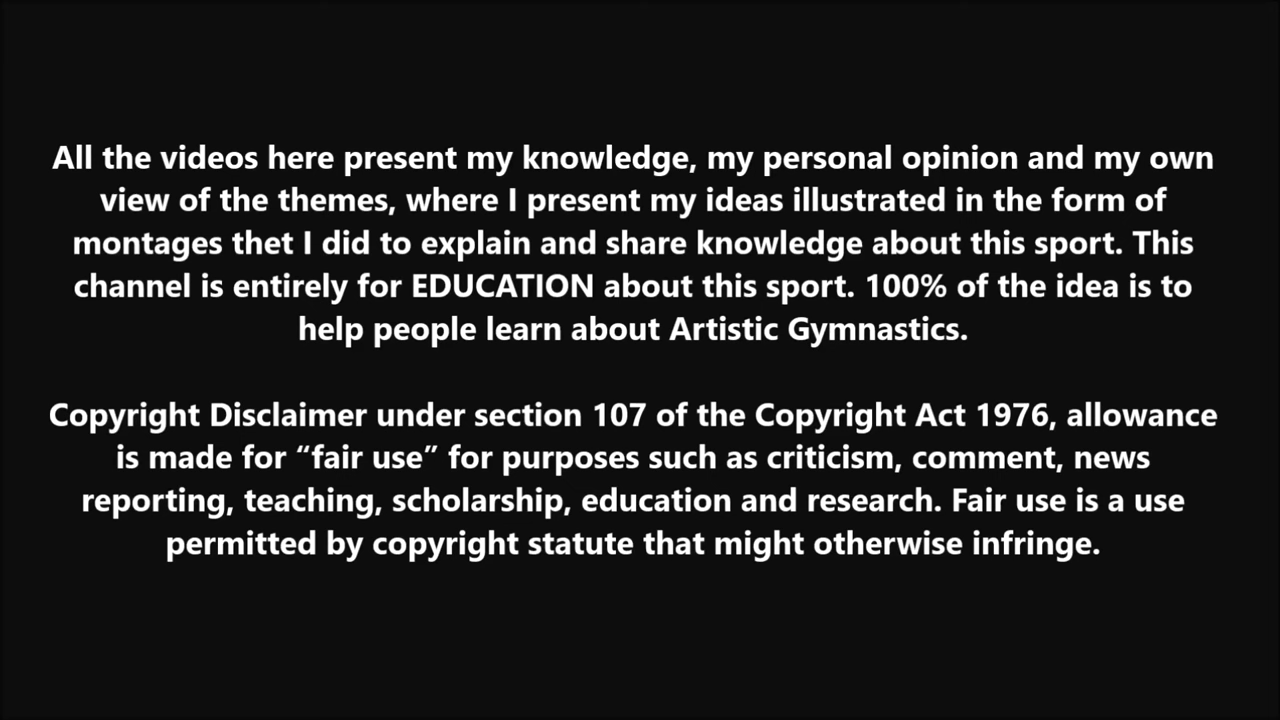 All the videos here present my knowledge, my personal opinion and my own
view of the themes, where I present my ideas illustrated in the form of
montages thet I did to explain and share knowledge about this sport. This
channel is entirely for EDUCATION about this sport. 100% of the idea is to
help people learn about Artistic Gymnastics.
Copyright Disclaimer under section 107 of the Copyright Act 1976, allowance
is made for “fair use” for purposes such as criticism, comment, news
reporting, teaching, scholarship, education and research. Fair use is a use
permitted by copyright statute that might otherwise infringe.